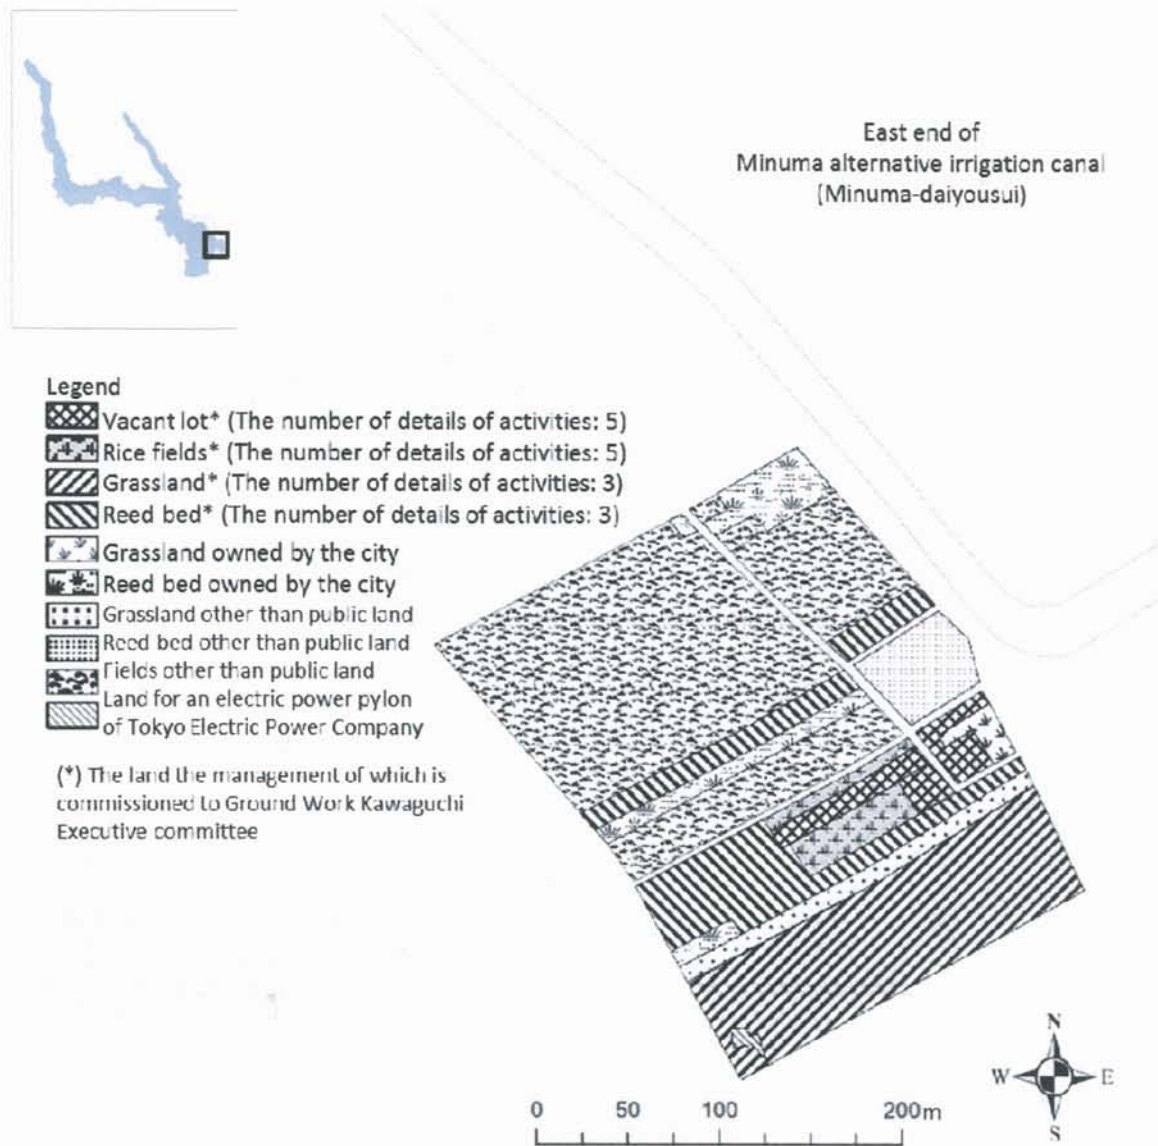 East end of
Minuma alternative irrigation canal
(Minuma-daiyousui)
Legend
Vacant lot* (The number of details of activities: 5)
Rice fields* (The number of details of activities: 5)
Grassland* (The number of details of activities: 3)
Reed bed* (The number of details of activities: 3)
Grassland owned by the city
Reed bed owned by the city
Grassland other than public land
Reed bed other than public land
Fields other than public land
Land for an electric power pylon
of Tokyo Electric Power Company
(*) The land the management of which is
commissioned to Ground Work Kawaguchi
Executive committee
N
W E
S
0 50 100 200m